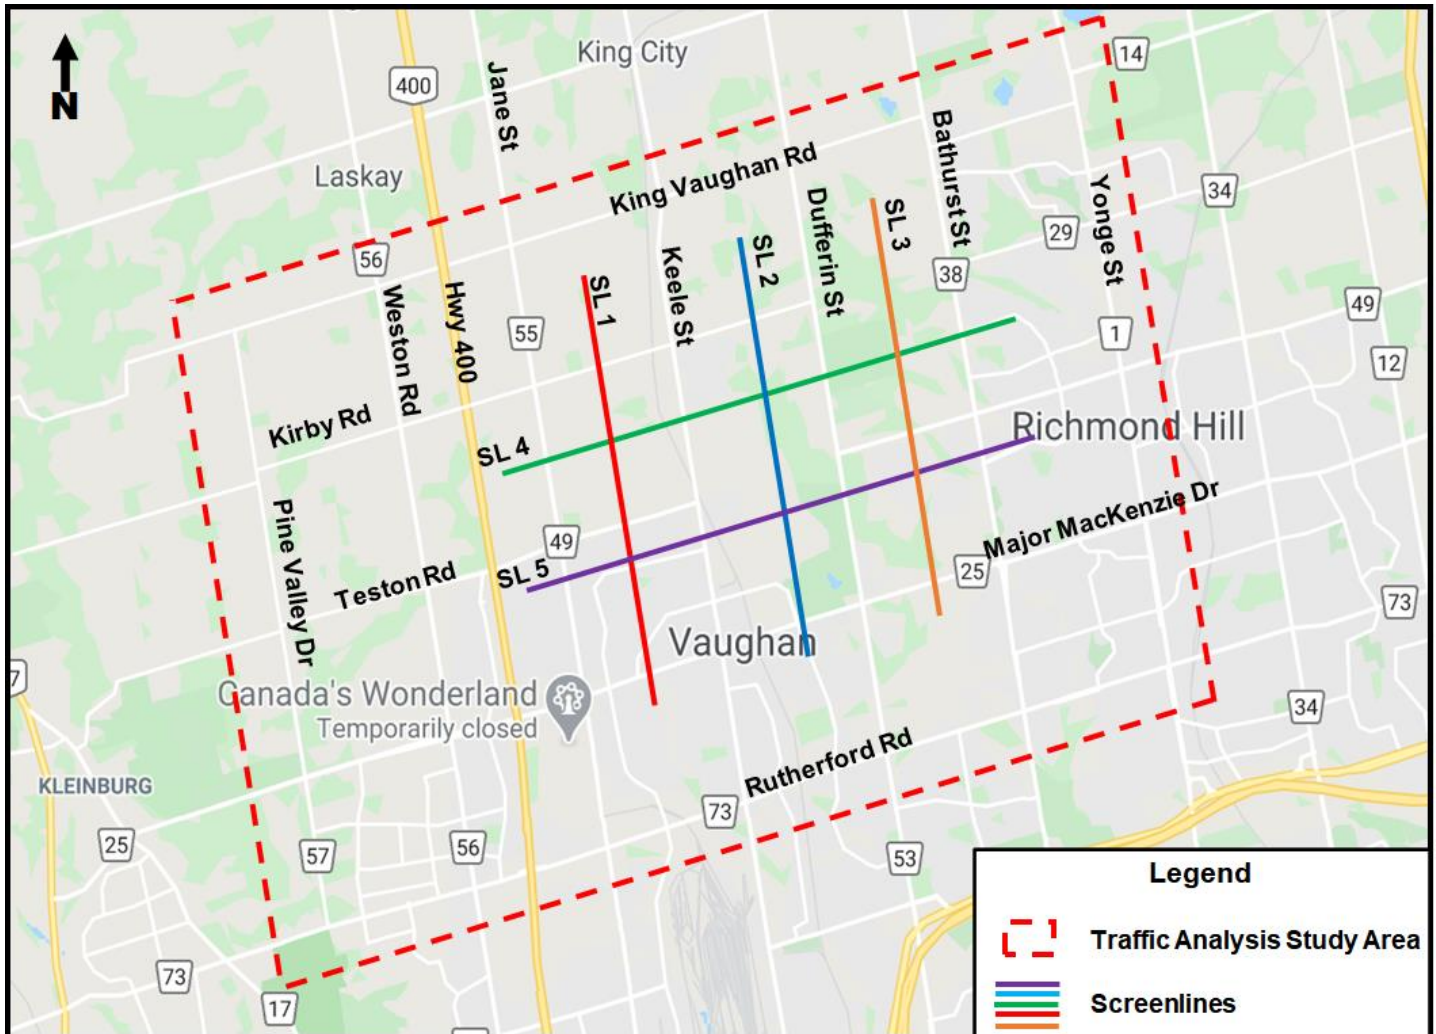 King City
14
400
Jane St
Bathurst St
King Vaughan Rd
Laskay
Yonge St
34
Dufferin St
SL 3
29
56
SL 2
38
Keele St
Weston Rd
Hwy 400
SL 1
55
49
1
12
Kirby Rd
Richmond Hill
SL 4
Pine Valley Dr
Major MacKenzie Dr
49
25
Teston Rd
SL 5
73
Vaughan
7
Canada's Wonderland
Temporarily closed
34
Rutherford Rd
KLEINBURG
73
25
57
56
53
Legend
Traffic Analysis Study Area
73
17
Screenlines